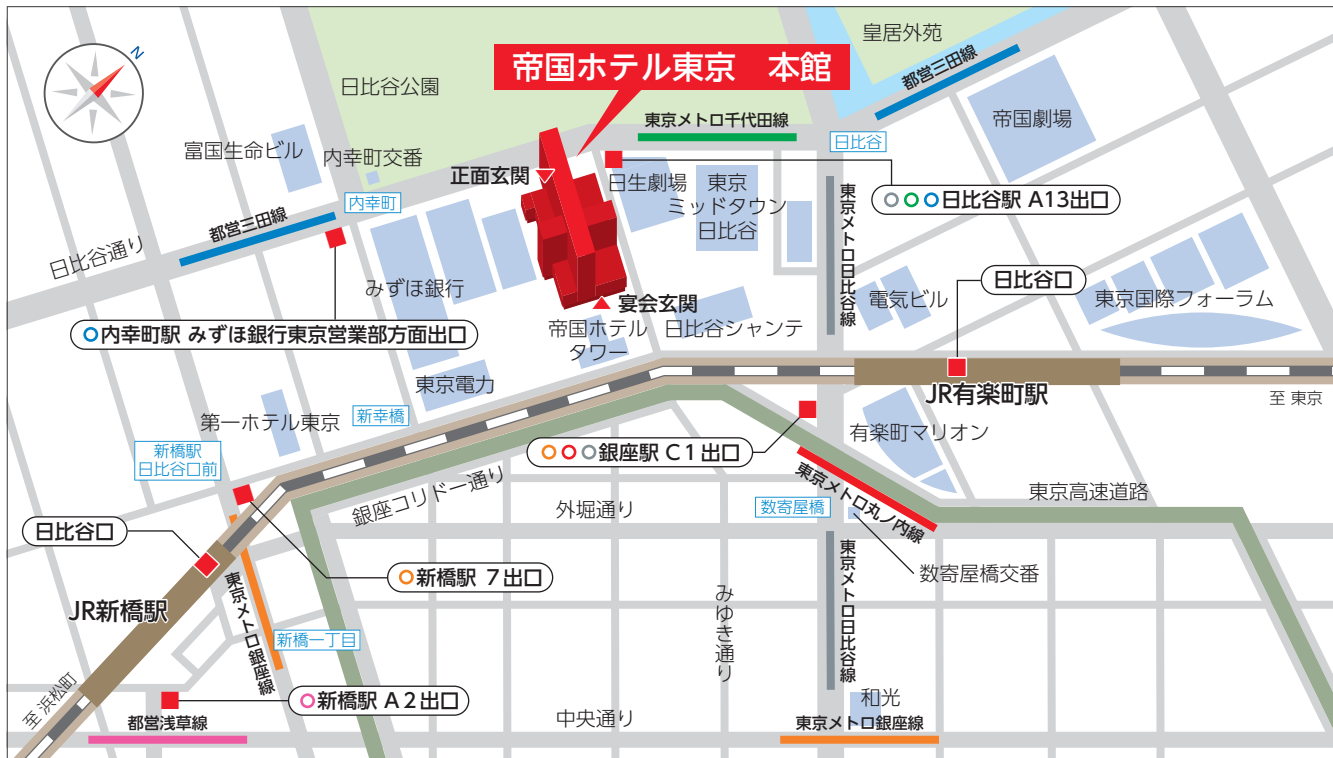 N
皇居外苑
帝国ホテル東京 本館
都営三田線
日比谷公園
帝国劇場
東京メトロ千代田線
日比谷
富国生命ビル
内幸町交番
正面玄関
日生劇場
東京
ミッドタウン
日比谷
日比谷駅 A13出口
内幸町
都営三田線
日比谷通り
東京メトロ日比谷線
みずほ銀行
宴会玄関
電気ビル
日比谷口
東京国際フォーラム
内幸町駅 みずほ銀行東京営業部方面出口
帝国ホテル
タワー
日比谷シャンテ
東京電力
JR有楽町駅
至 東京
第一ホテル東京
新幸橋
有楽町マリオン
新橋駅
日比谷口前
銀座駅 C1出口
東京メトロ丸ノ内線
東京高速道路
銀座コリドー通り
外堀通り
数寄屋橋
日比谷口
新橋駅 7出口
数寄屋橋交番
JR新橋駅
東京メトロ銀座線
新橋一丁目
みゆき通り
東京メトロ日比谷線
至 浜松町
新橋駅 A2出口
和光
都営浅草線
中央通り
東京メトロ銀座線